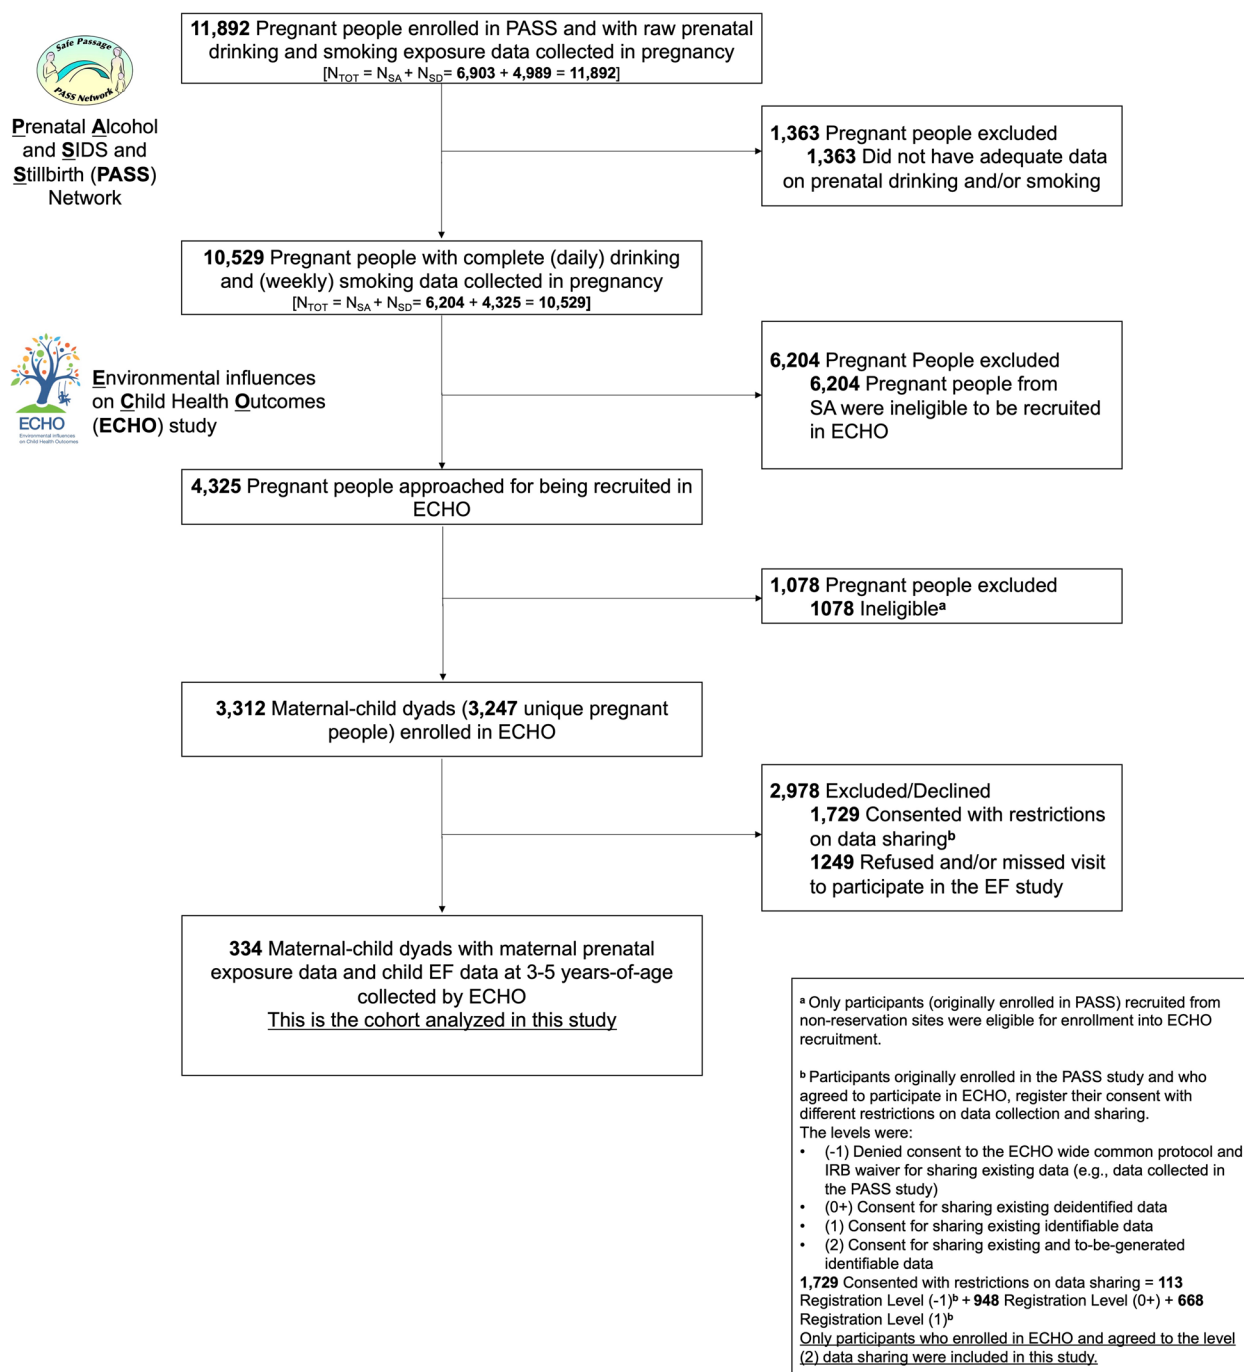 11,892 Pregnant people enrolled in PASS and with raw prenatal
drinking and smoking exposure data collected in pregnancy
[NTOT = NSA + NSD= 6,903 + 4,989 = 11,892]
Safe Passage
PASS Network
Prenatal Alcohol
and SIDS and
Stillbirth (PASS)
Network
1,363 Pregnant people excluded
1,363 Did not have adequate data
on prenatal drinking and/or smoking
10,529 Pregnant people with complete (daily) drinking
and (weekly) smoking data collected in pregnancy
[NTOT = NSA + NSD= 6,204 + 4,325 = 10,529]
ECHO
Environmental influences
on Child Health Outcomes
Environmental influences
on Child Health Outcomes
(ECHO) study
6,204 Pregnant People excluded
6,204 Pregnant people from
SA were ineligible to be recruited
in ECHO
4,325 Pregnant people approached for being recruited in
ECHO
1,078 Pregnant people excluded
1078 Ineligibleª
3,312 Maternal-child dyads (3,247 unique pregnant
people) enrolled in ECHO
2,978 Excluded/Declined
1,729 Consented with restrictions
on data sharingᵇ
1249 Refused and/or missed visit
to participate in the EF study
334 Maternal-child dyads with maternal prenatal
exposure data and child EF data at 3-5 years-of-age
collected by ECHO
This is the cohort analyzed in this study
ª Only participants (originally enrolled in PASS) recruited from
non-reservation sites were eligible for enrollment into ECHO
recruitment.
ᵇ Participants originally enrolled in the PASS study and who
agreed to participate in ECHO, register their consent with
different restrictions on data collection and sharing.
The levels were:
• (-1) Denied consent to the ECHO wide common protocol and
IRB waiver for sharing existing data (e.g., data collected in
the PASS study)
• (0+) Consent for sharing existing deidentified data
• (1) Consent for sharing existing identifiable data
• (2) Consent for sharing existing and to-be-generated
identifiable data
1,729 Consented with restrictions on data sharing = 113
Registration Level (-1)ᵇ + 948 Registration Level (0+) + 668
Registration Level (1)ᵇ
Only participants who enrolled in ECHO and agreed to the level
(2) data sharing were included in this study.